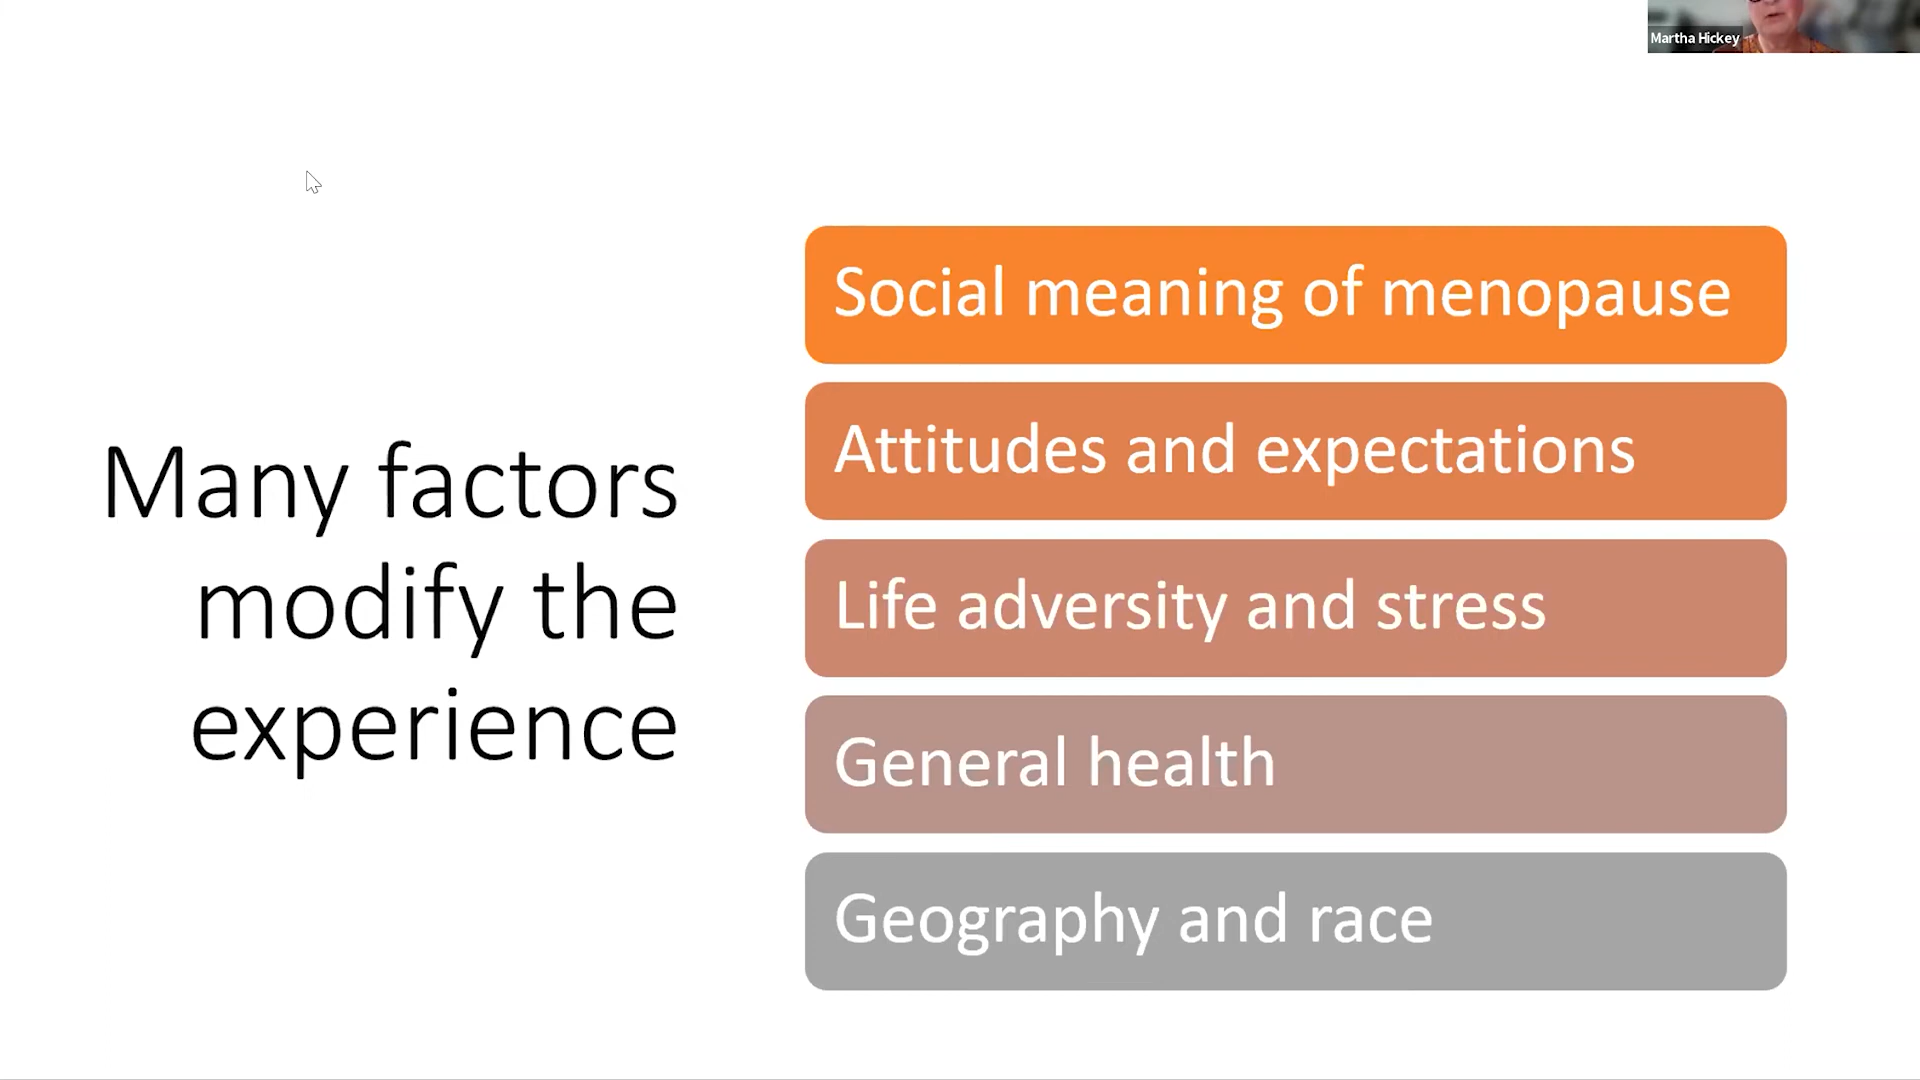 Martha Hickey
Many factors
modify the
experience
Social meaning of menopause
Attitudes and expectations
Life adversity and stress
General health
Geography and race